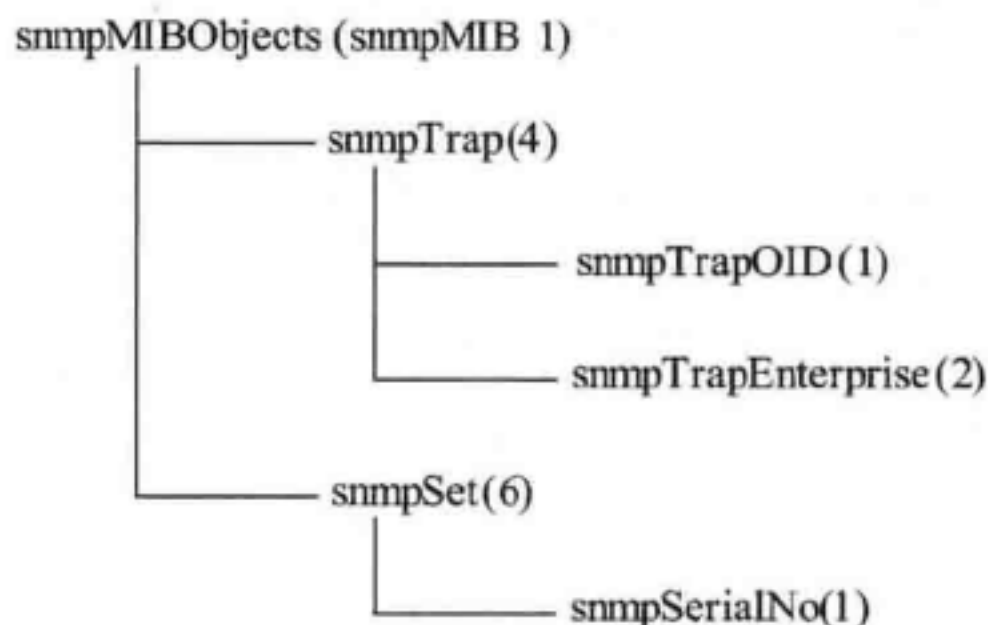 snmpMIBObjects (snmpMIB 1)
snmpTrap(4)
snmpTrapOID(1)
snmpTrapEnterprise(2)
snmpSet(6)
snmpSerialNo(1)